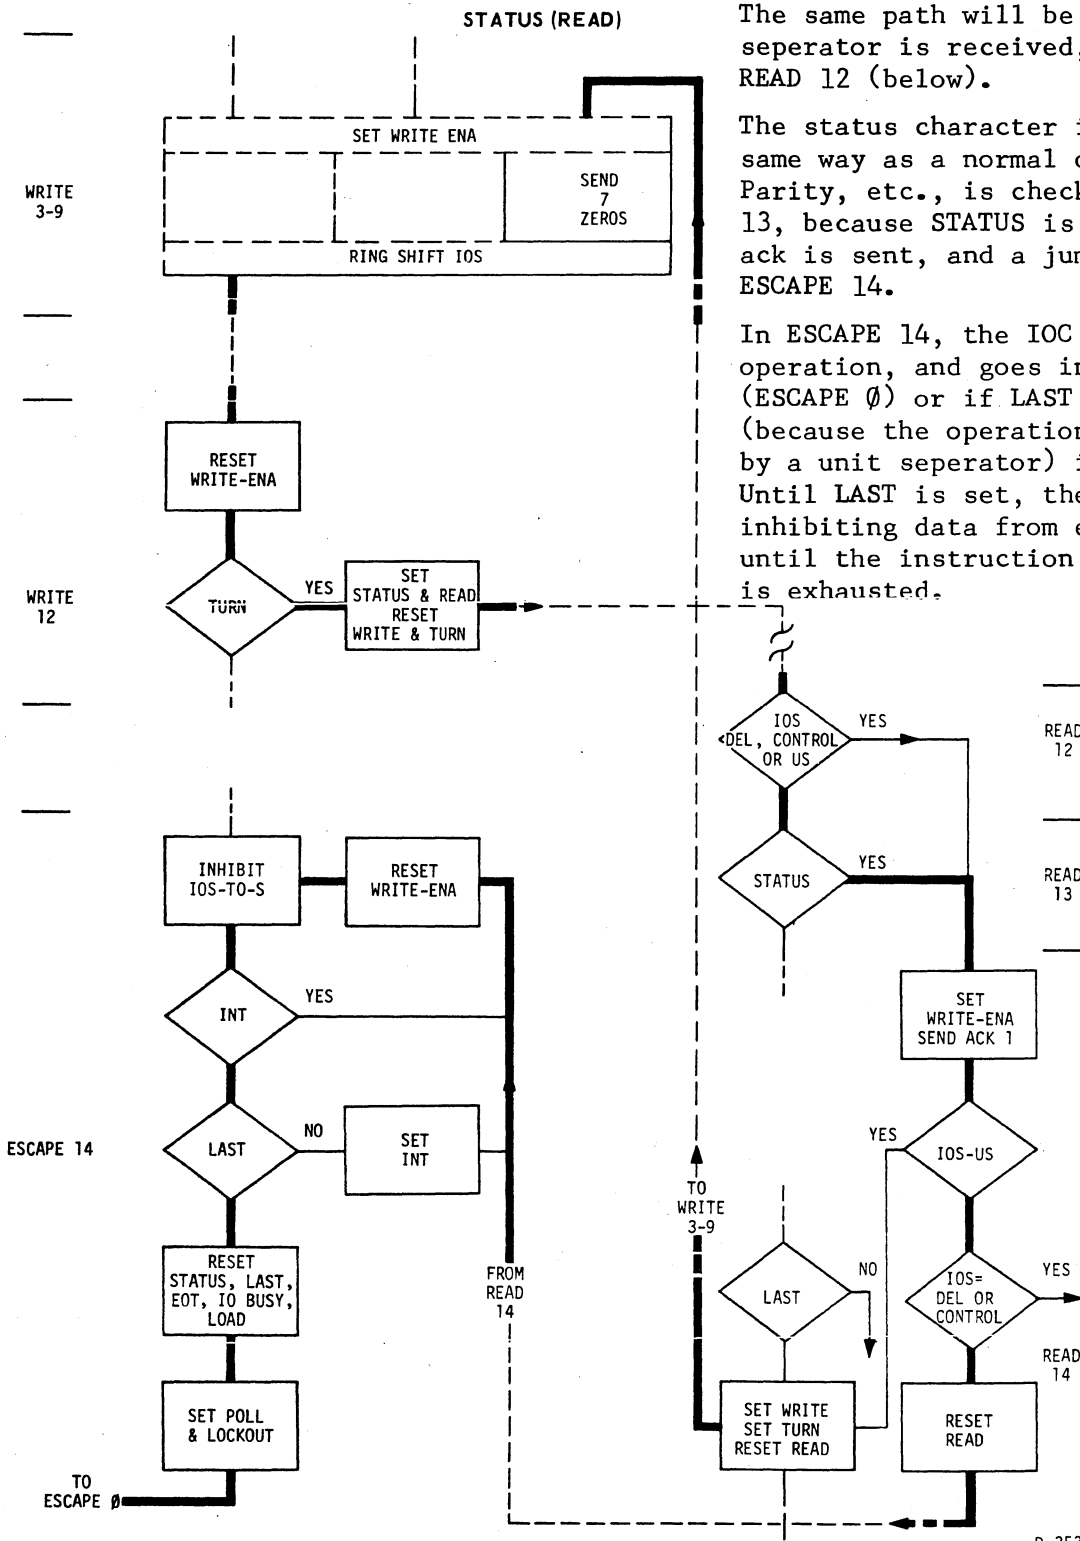 STATUS (READ)
The same path will be
seperator is received,
READ 12 (below).
The status character i
same way as a normal c
Parity, etc., is check
13, because STATUS is
ack is sent, and a jum
ESCAPE 14.
In ESCAPE 14, the IOC
operation, and goes in
(ESCAPE Ø) or if LAST
(because the operation
by a unit seperator) i
Until LAST is set, the
inhibiting data from e
until the instruction
is exhausted.
WRITE
3-9
SET WRITE ENA
SEND
7
ZEROS
RING SHIFT IOS
RESET
WRITE-ENA
WRITE
12
TURN
YES
SET
STATUS & READ
RESET
WRITE & TURN
IOS
DEL, CONTROL
OR US
YES
READ
12
STATUS
YES
READ
13
INHIBIT
IOS-TO-S
RESET
WRITE-ENA
INT
YES
SET
WRITE-ENA
SEND ACK 1
ESCAPE 14
LAST
NO
SET
INT
YES
IOS-US
TO
WRITE
3-9
RESET
STATUS, LAST,
EOT, IO BUSY,
LOAD
FROM
READ
14
LAST
NO
IOS=
DEL OR
CONTROL
YES
READ
14
SET POLL
& LOCKOUT
SET WRITE
SET TURN
RESET READ
RESET
READ
TO
ESCAPE Ø